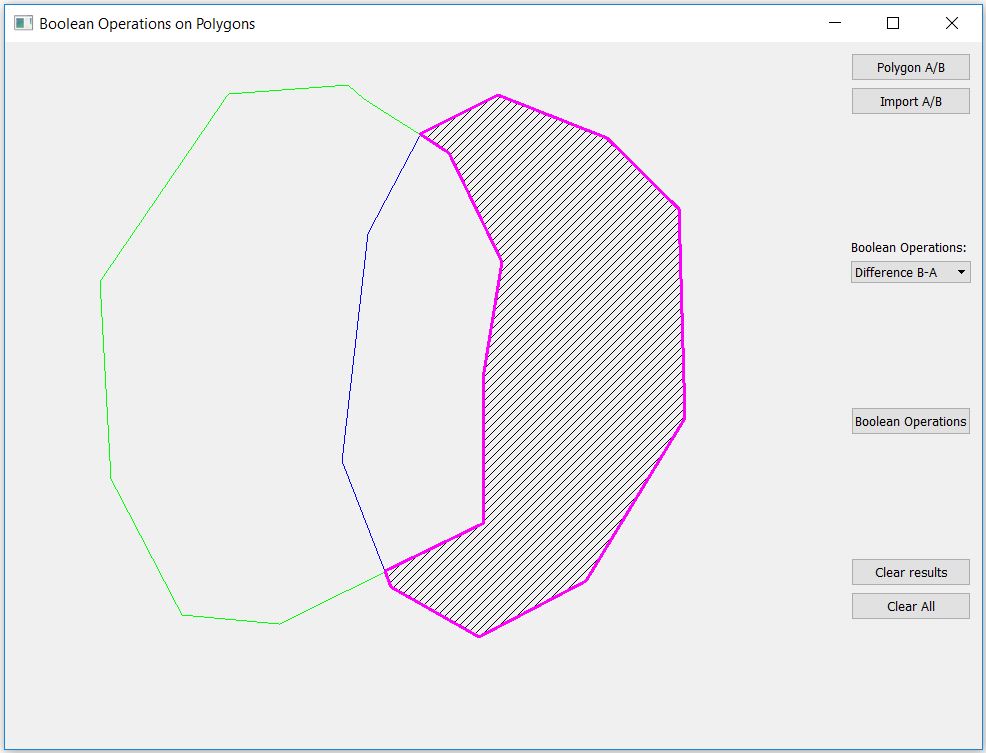 Boolean Operations on Polygons
Polygon A/B
Import A/B
Boolean Operations:
Difference B-A
Boolean Operations
Clear results
Clear All